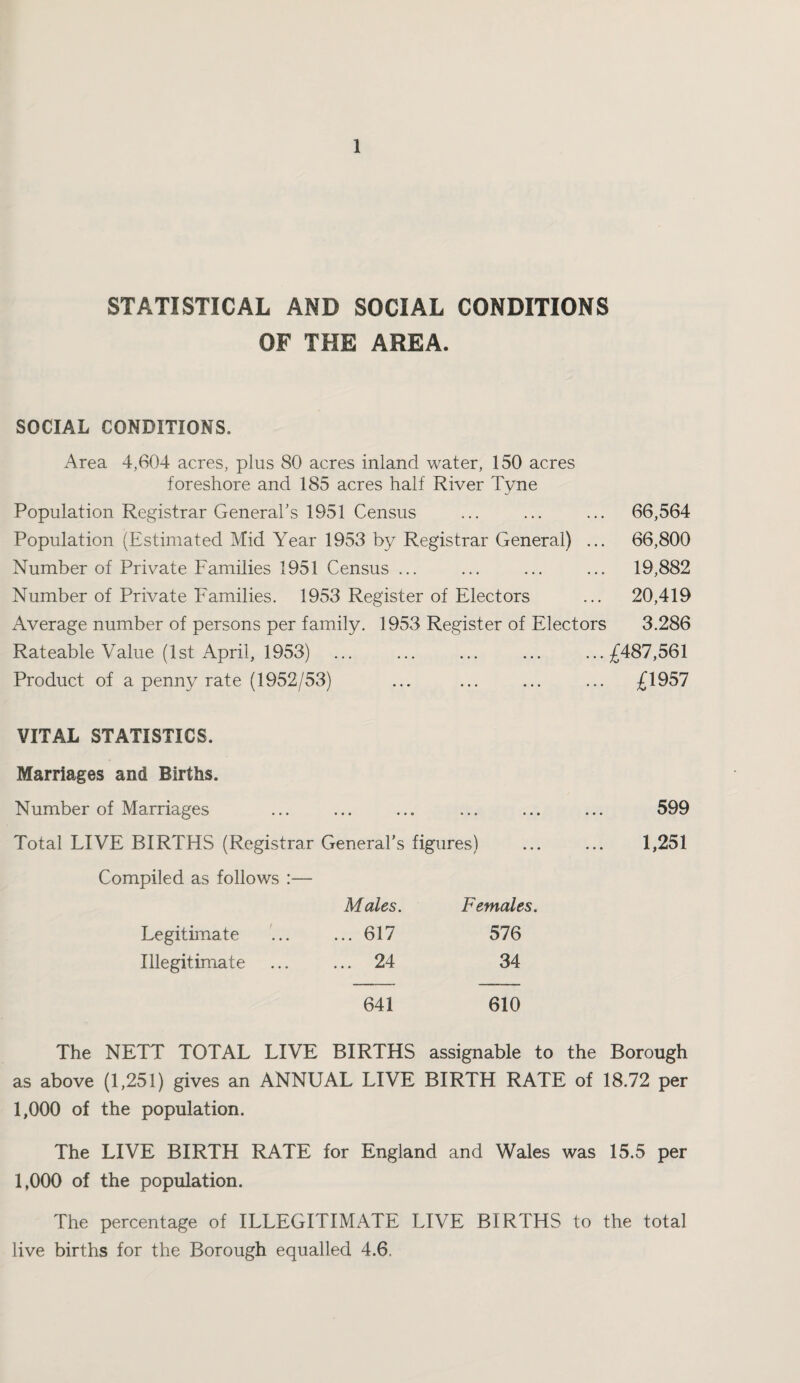 1
STATISTICAL AND SOCIAL CONDITIONS
OF THE AREA.
SOCIAL CONDITIONS.
Area 4,604 acres, plus 80 acres inland water, 150 acres
foreshore and 185 acres half River Tyne
Population Registrar General's 1951 Census ... ... ... 66,564
Population (Estimated Mid Year 1953 by Registrar General) ... 66,800
Number of Private Families 1951 Census ... ... ... ... 19,882
Number of Private Families. 1953 Register of Electors ... 20,419
Average number of persons per family. 1953 Register of Electors 3.286
Rateable Value (1st April, 1953) ... ... ... ... ... £487,561
Product of a penny rate (1952/53) ... ... ... ... £1957
VITAL STATISTICS.
Marriages and Births.
Number of Marriages ... ... ... ... ... ... 599
Total LIVE BIRTHS (Registrar General's figures) ... ... 1,251
Compiled as follows :—
Males. Females.
Legitimate ... ... 617 576
Illegitimate ... ... 24 34
641 610
The NETT TOTAL LIVE BIRTHS assignable to the Borough
as above (1,251) gives an ANNUAL LIVE BIRTH RATE of 18.72 per
1,000 of the population.
The LIVE BIRTH RATE for England and Wales was 15.5 per
1,000 of the population.
The percentage of ILLEGITIMATE LIVE BIRTHS to the total
live births for the Borough equalled 4.6.